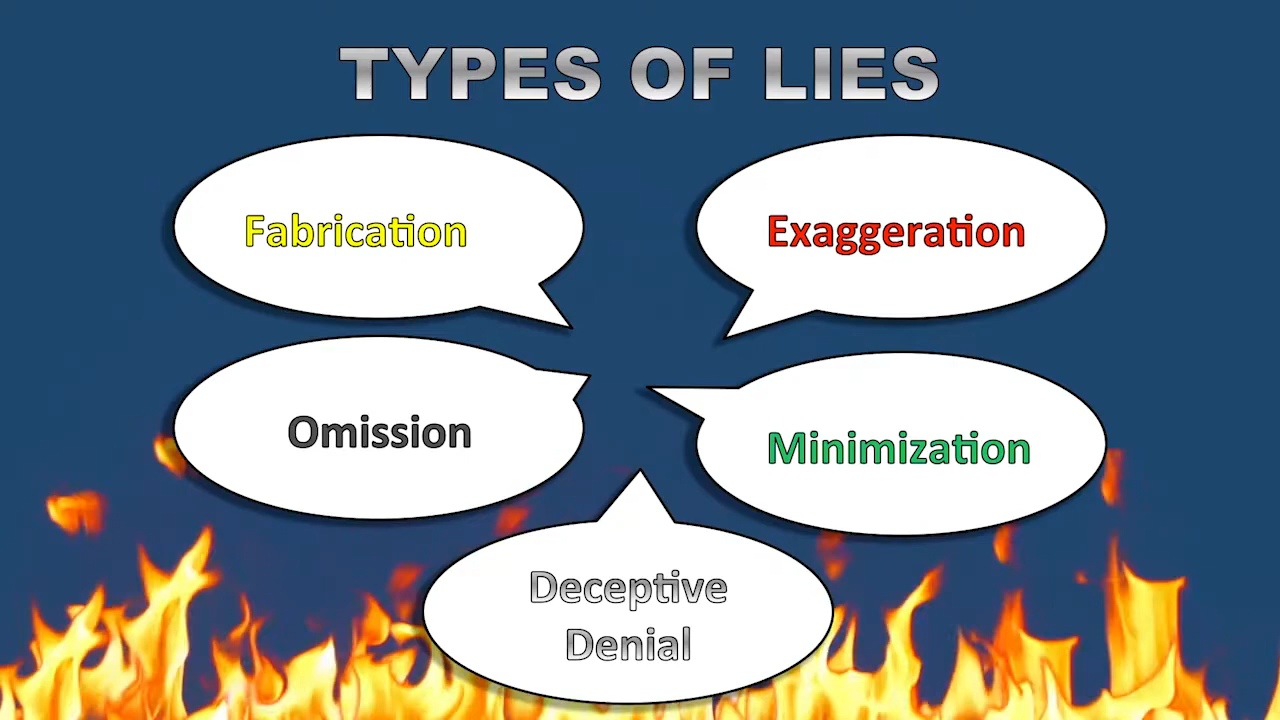 TYPES OF LIES
Fabrication
Exaggeration
Omission
Minimization
Deceptive
Denial